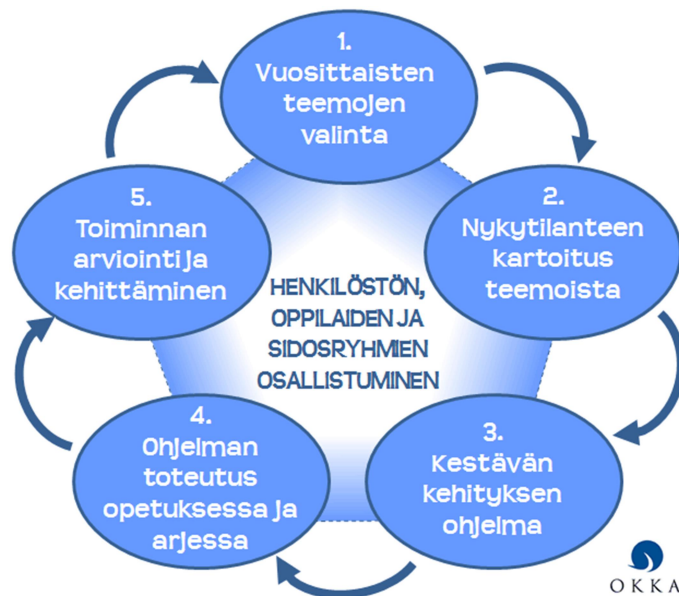 1.
Vuosittaisten
teemojen
valinta
2.
Nykytilanteen
kartoitus
teemoista
3.
Kestävän
kehityksen
ohjelma
4.
Ohjelman
toteutus
opetuksessa ja
arjessa
5.
Toiminnan
arviointi ja
kehittäminen
HENKILÖSTÖN,
OPPILAIDEN JA
SIDOSRYHMIEN
OSALLISTUMINEN
OKKA